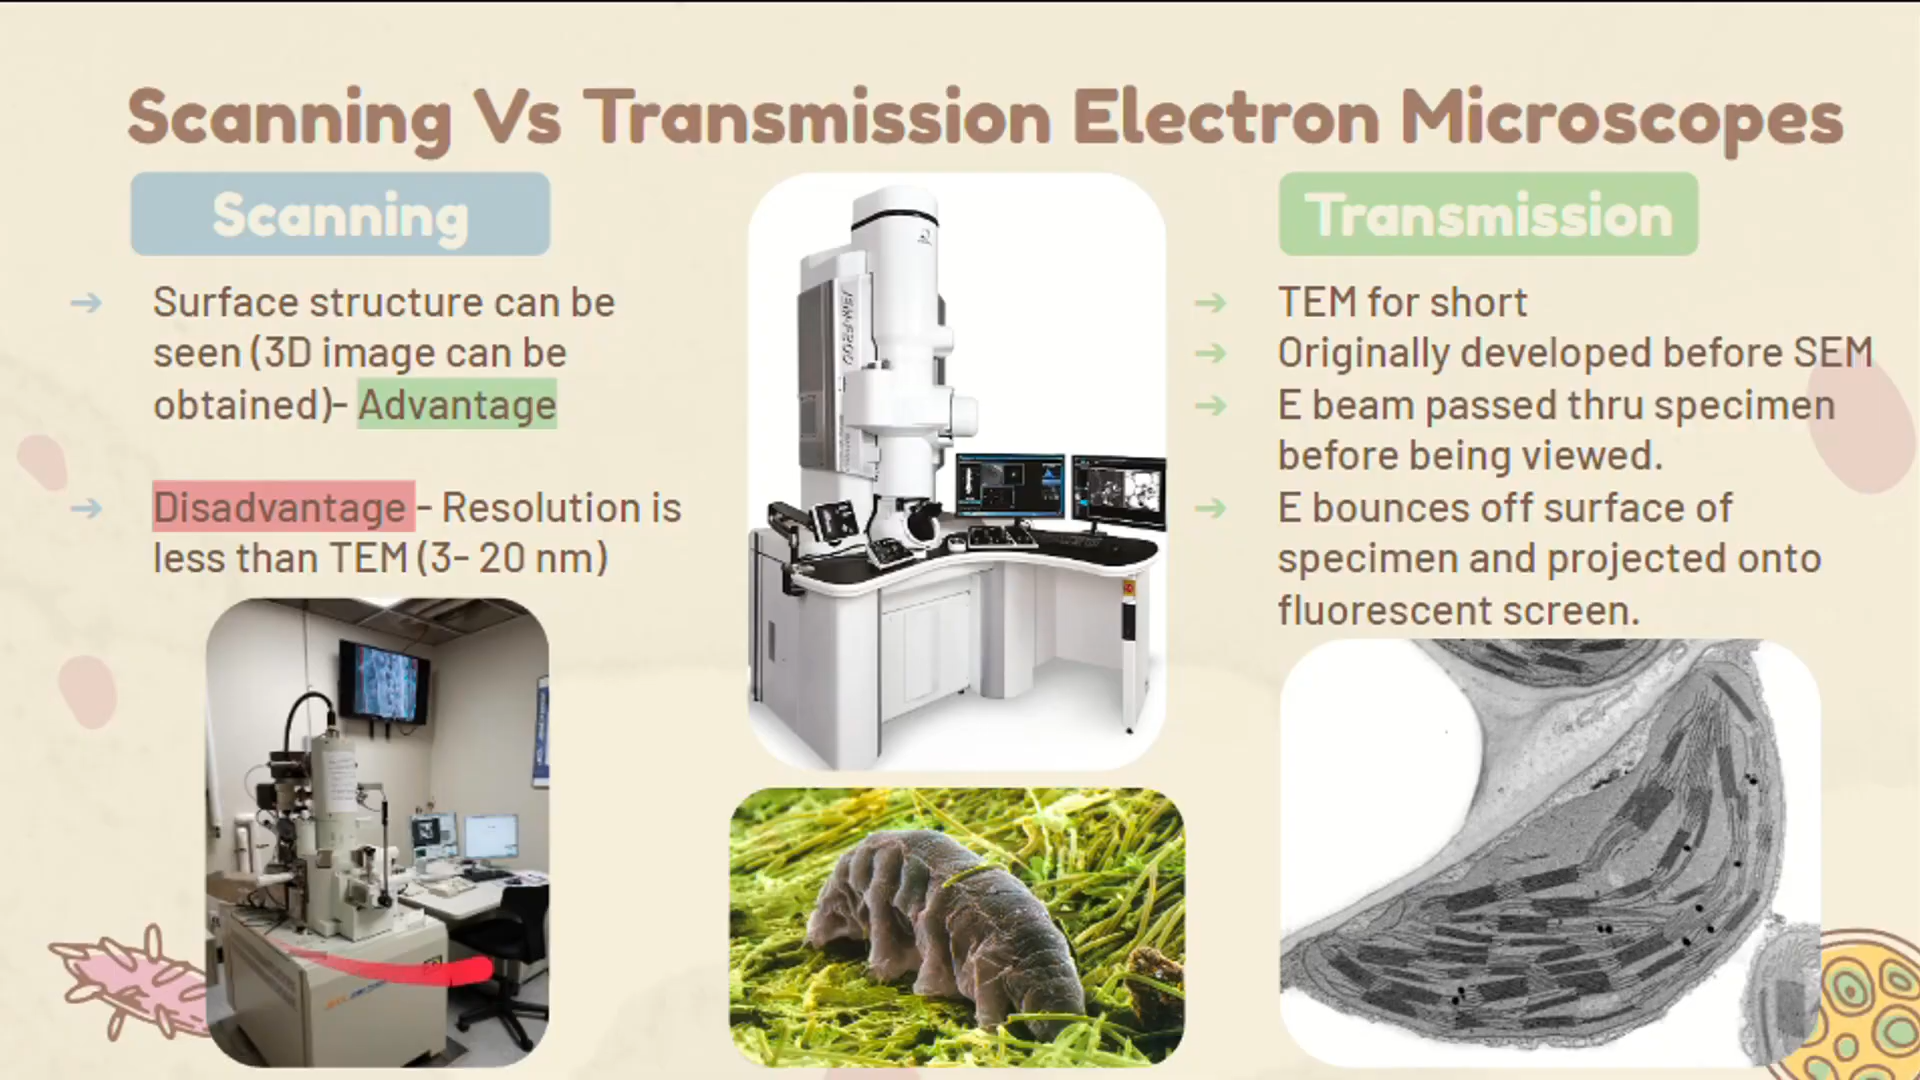 Scanning Vs Transmission Electron Microscopes
Scanning
Surface structure can be
seen (3D image can be
obtained)- Advantage
Disadvantage - Resolution is
less than TEM (3- 20 nm)
Transmission
TEM for short
Originally developed before SEM
E beam passed thru specimen
before being viewed.
E bounces off surface of
specimen and projected onto
fluorescent screen.